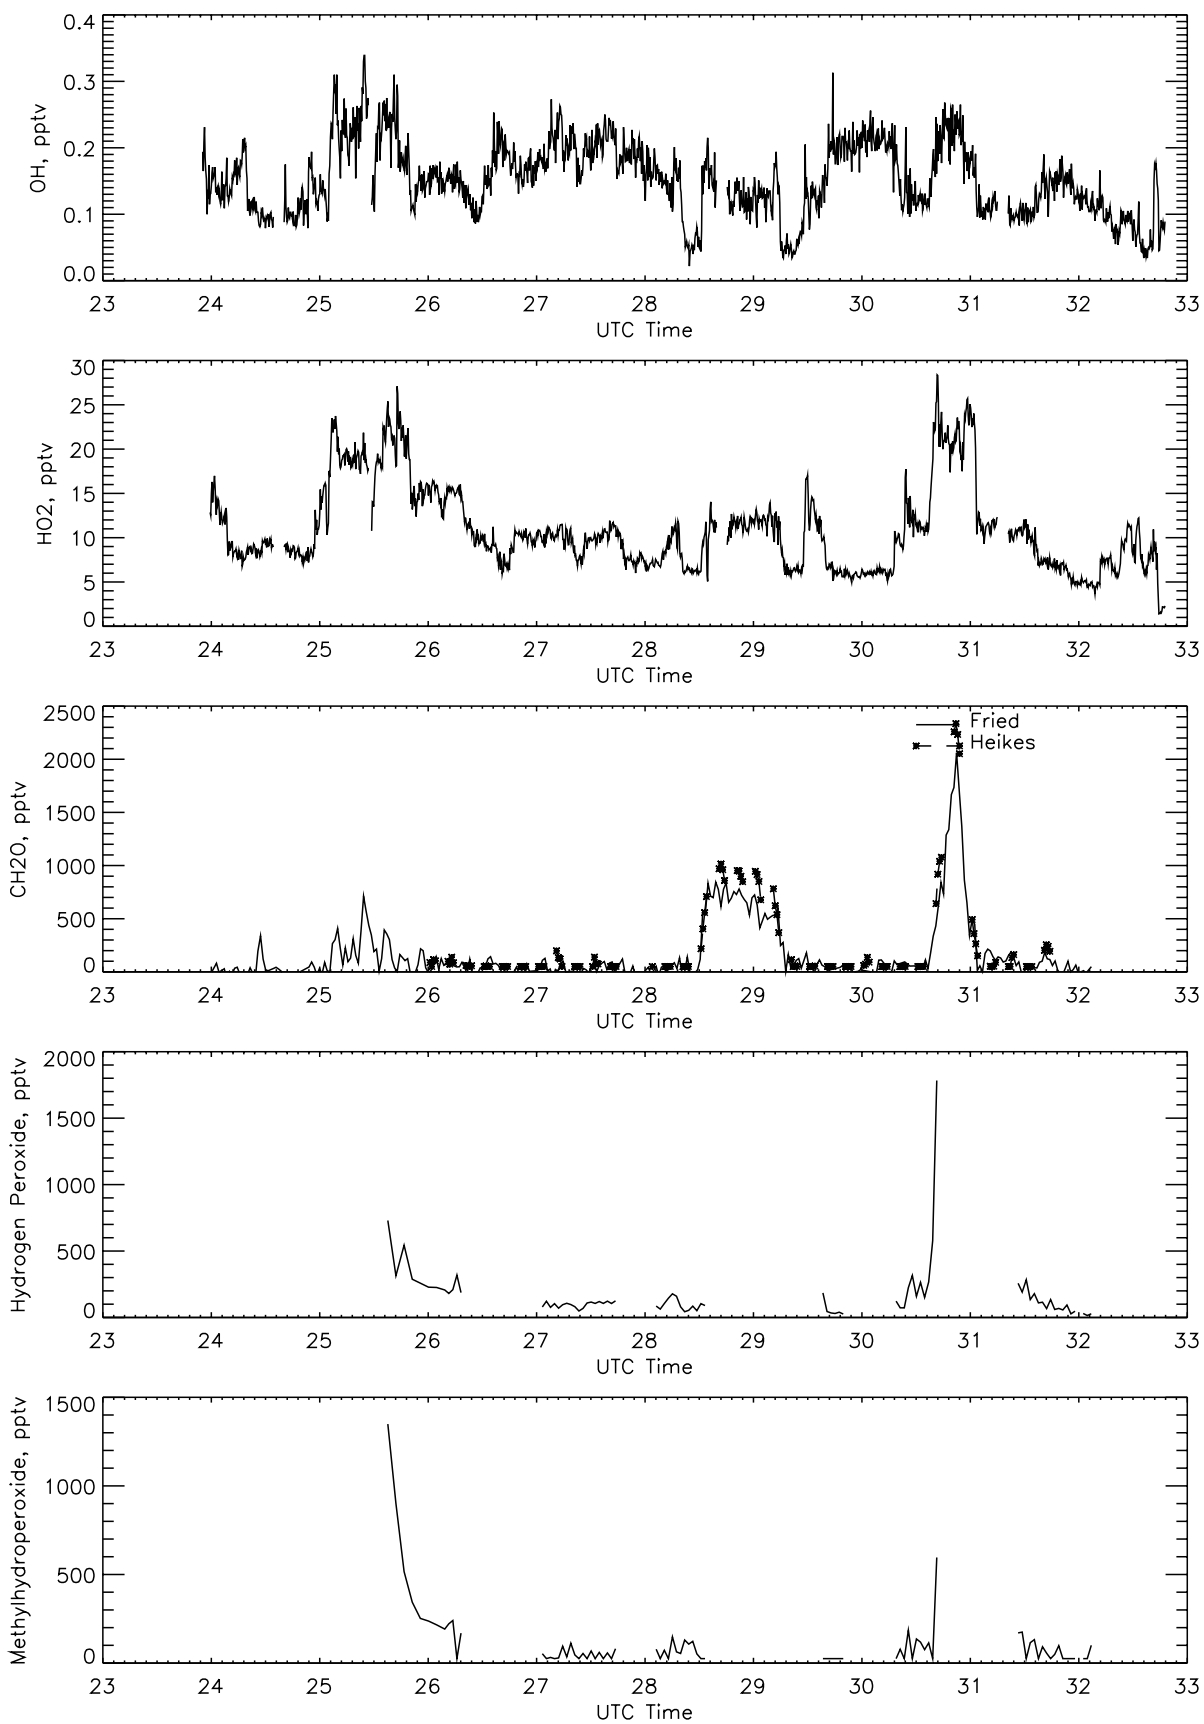 0.4
0.3
0.2
0.1
0.0
OH, pptv
23 24 25 26 27 28 29 30 31 32 33
UTC Time
30
25
20
15
10
5
0
HO2, pptv
23 24 25 26 27 28 29 30 31 32 33
UTC Time
2500
2000
1500
1000
500
0
CH2O, pptv
Fried
Heikes
23 24 25 26 27 28 29 30 31 32 33
UTC Time
2000
1500
1000
500
0
Hydrogen Peroxide, pptv
23 24 25 26 27 28 29 30 31 32 33
UTC Time
1500
1000
500
0
Methylhydroperoxide, pptv
23 24 25 26 27 28 29 30 31 32 33
UTC Time